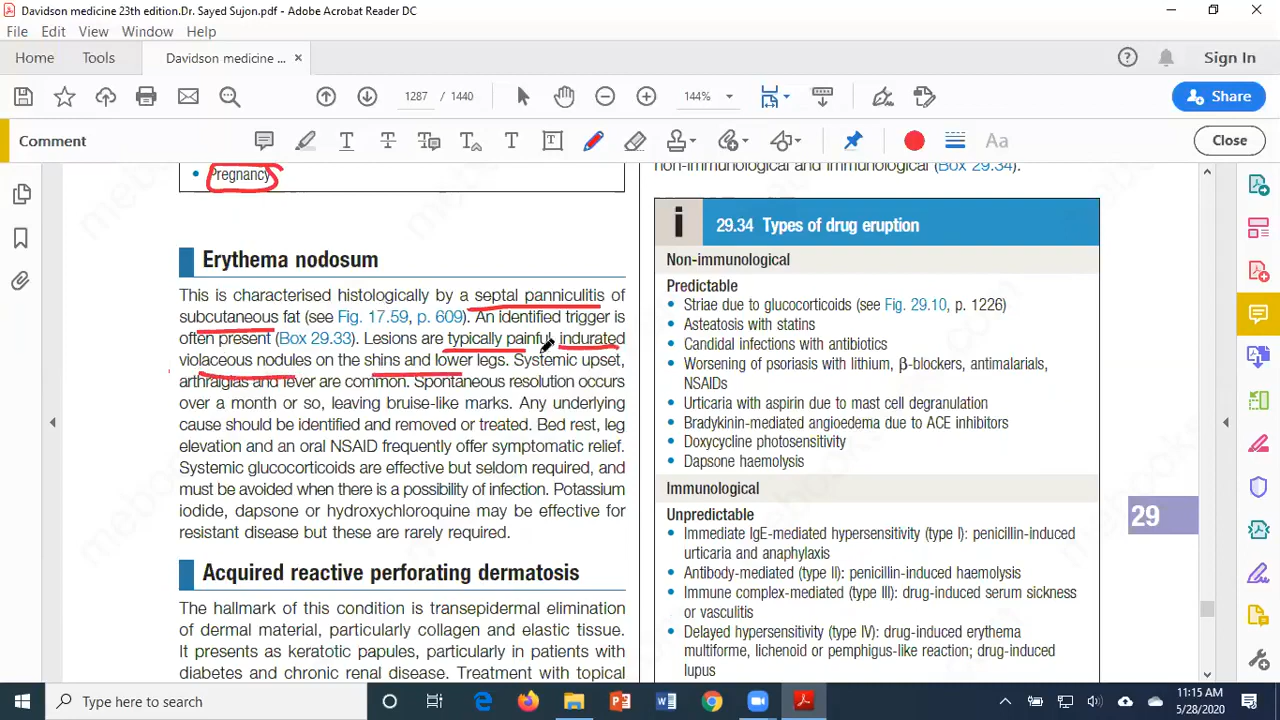 Davidson medicine 23th edition.Dr. Sayed Sujon.pdf - Adobe Acrobat Reader DC
File Edit View Window Help
Home Tools Davidson medicine ... × Sign In
1287 / 1440 144% Share
Comment Close
• Pregnancy
Erythema nodosum
This is characterised histologically by a septal panniculitis of
subcutaneous fat (see Fig. 17.59, p. 609). An identified trigger is
often present (Box 29.33). Lesions are typically painful, indurated
violaceous nodules on the shins and lower legs. Systemic upset,
arthralgias and fever are common. Spontaneous resolution occurs
over a month or so, leaving bruise-like marks. Any underlying
cause should be identified and removed or treated. Bed rest, leg
elevation and an oral NSAID frequently offer symptomatic relief.
Systemic glucocorticoids are effective but seldom required, and
must be avoided when there is a possibility of infection. Potassium
iodide, dapsone or hydroxychloroquine may be effective for
resistant disease but these are rarely required.
Acquired reactive perforating dermatosis
The hallmark of this condition is transepidermal elimination
of dermal material, particularly collagen and elastic tissue.
It presents as keratotic papules, particularly in patients with
diabetes and chronic renal disease. Treatment with topical
non-immunological and immunological (Box 29.34).
i 29.34 Types of drug eruption
Non-immunological
Predictable
• Striae due to glucocorticoids (see Fig. 29.10, p. 1226)
• Asteatosis with statins
• Candidal infections with antibiotics
• Worsening of psoriasis with lithium, β-blockers, antimalarials,
NSAIDs
• Urticaria with aspirin due to mast cell degranulation
• Bradykinin-mediated angioedema due to ACE inhibitors
• Doxycycline photosensitivity
• Dapsone haemolysis
Immunological
Unpredictable
• Immediate IgE-mediated hypersensitivity (type I): penicillin-induced
urticaria and anaphylaxis
• Antibody-mediated (type II): penicillin-induced haemolysis
• Immune complex-mediated (type III): drug-induced serum sickness
or vasculitis
• Delayed hypersensitivity (type IV): drug-induced erythema
multiforme, lichenoid or pemphigus-like reaction; drug-induced
lupus
29
Type here to search
11:15 AM
5/28/2020